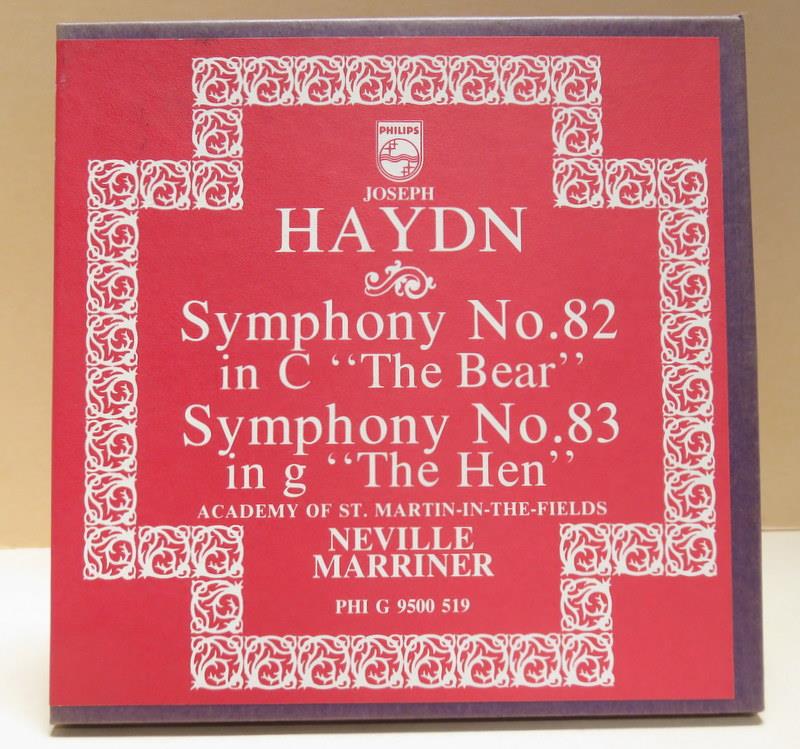 PHILIPS
JOSEPH
HAYDN
Symphony No.82
in C “The Bear”
Symphony No.83
in g “The Hen”
ACADEMY OF ST. MARTIN-IN-THE-FIELDS
NEVILLE
MARRINER
PHI G 9500 519